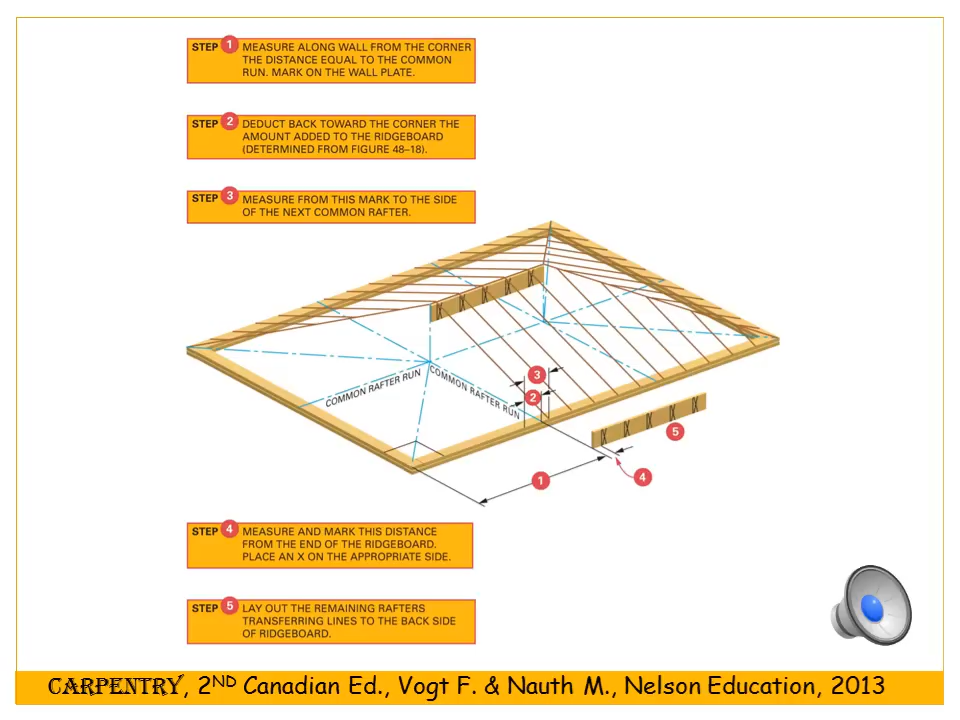 STEP 1 MEASURE ALONG WALL FROM THE CORNER
THE DISTANCE EQUAL TO THE COMMON
RUN. MARK ON THE WALL PLATE.
STEP 2 DEDUCT BACK TOWARD THE CORNER THE
AMOUNT ADDED TO THE RIDGEBOARD
(DETERMINED FROM FIGURE 48–18).
STEP 3 MEASURE FROM THIS MARK TO THE SIDE
OF THE NEXT COMMON RAFTER.
COMMON RAFTER RUN
COMMON RAFTER RUN
3
2
5
4
1
STEP 4 MEASURE AND MARK THIS DISTANCE
FROM THE END OF THE RIDGEBOARD.
PLACE AN X ON THE APPROPRIATE SIDE.
STEP 5 LAY OUT THE REMAINING RAFTERS
TRANSFERRING LINES TO THE BACK SIDE
OF RIDGEBOARD.
CARPENTRY, 2ND Canadian Ed., Vogt F. & Nauth M., Nelson Education, 2013